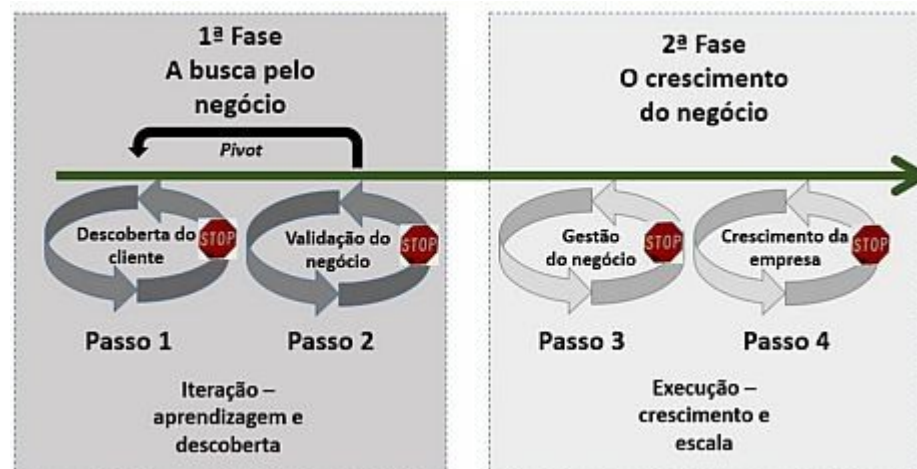 1ª Fase
A busca pelo
negócio
Pivot
Descoberta do
cliente
STOP
Validação do
negócio
STOP
Passo 1
Passo 2
Iteração –
aprendizagem e
descoberta
2ª Fase
O crescimento
do negócio
Gestão
do negócio
STOP
Crescimento da
empresa
STOP
Passo 3
Passo 4
Execução –
crescimento e
escala